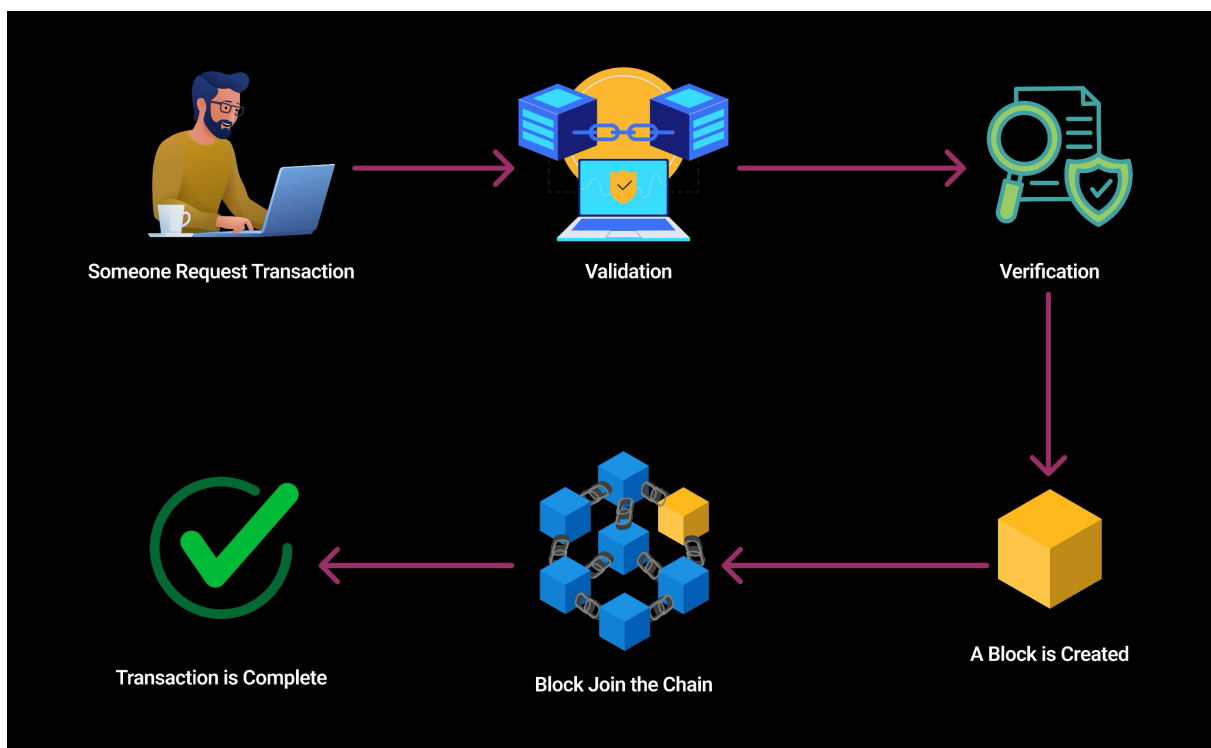 Someone Request Transaction
Validation
Verification
A Block is Created
Block Join the Chain
Transaction is Complete